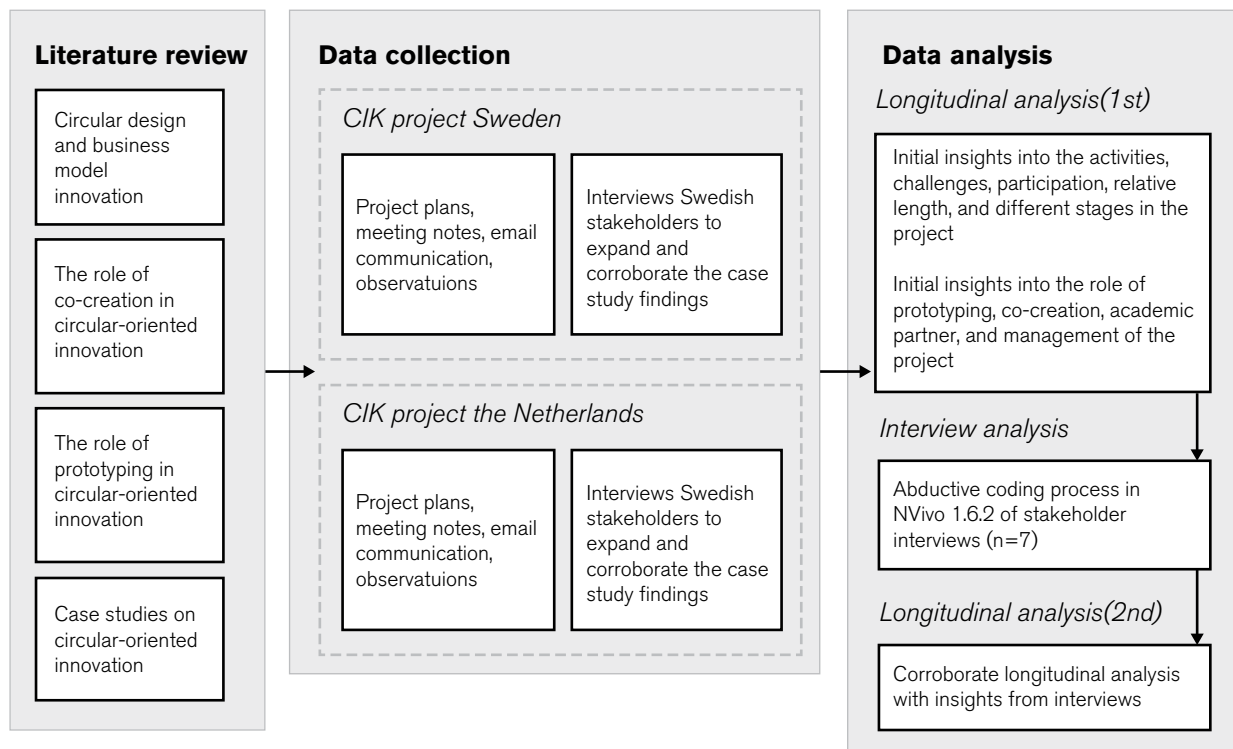 Literature review
Circular design
and business
model
innovation
The role of
co-creation in
circular-oriented
innovation
The role of
prototyping in
circular-oriented
innovation
Case studies on
circular-oriented
innovation
Data collection
CIK project Sweden
Project plans,
meeting notes, email
communication,
observatuions
Interviews Swedish
stakeholders to
expand and
corroborate the case
study findings
CIK project the Netherlands
Project plans,
meeting notes, email
communication,
observatuions
Interviews Swedish
stakeholders to
expand and
corroborate the case
study findings
Data analysis
Longitudinal analysis(1st)
Initial insights into the activities,
challenges, participation, relative
length, and different stages in the
project
Initial insights into the role of
prototyping, co-creation, academic
partner, and management of the
project
Interview analysis
Abductive coding process in
NVivo 1.6.2 of stakeholder
interviews (n=7)
Longitudinal analysis(2nd)
Corroborate longitudinal analysis
with insights from interviews